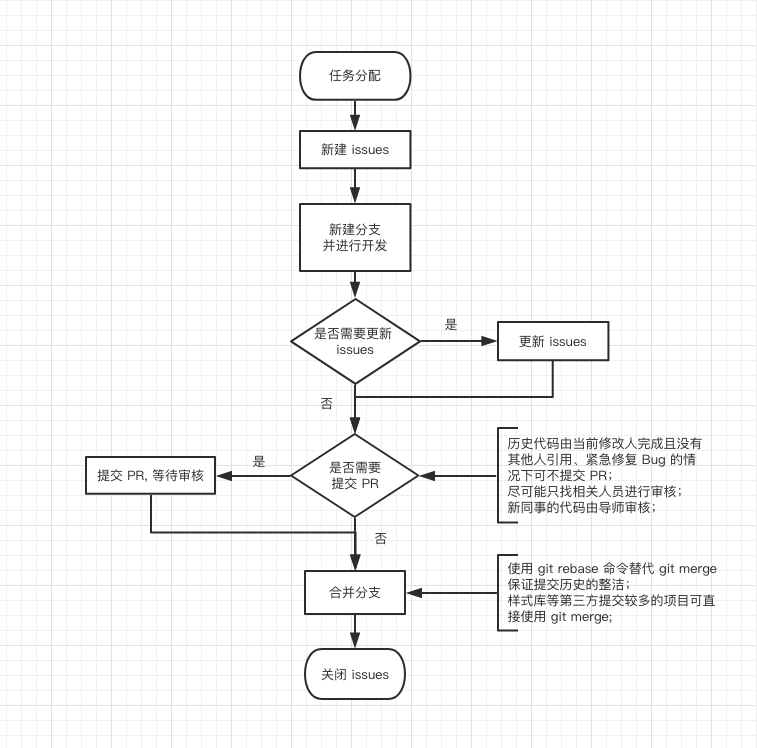 任务分配
新建 issues
新建分支
并进行开发
是否需要更新
issues
是
更新 issues
否
历史代码由当前修改人完成且没有
其他人引用、紧急修复 Bug 的情
况下可不提交 PR；
尽可能只找相关人员进行审核；
新同事的代码由导师审核；
是否需要
提交 PR
是
提交 PR, 等待审核
否
使用 git rebase 命令替代 git merge
保证提交历史的整洁；
样式库等第三方提交较多的项目可直
接使用 git merge;
合并分支
关闭 issues